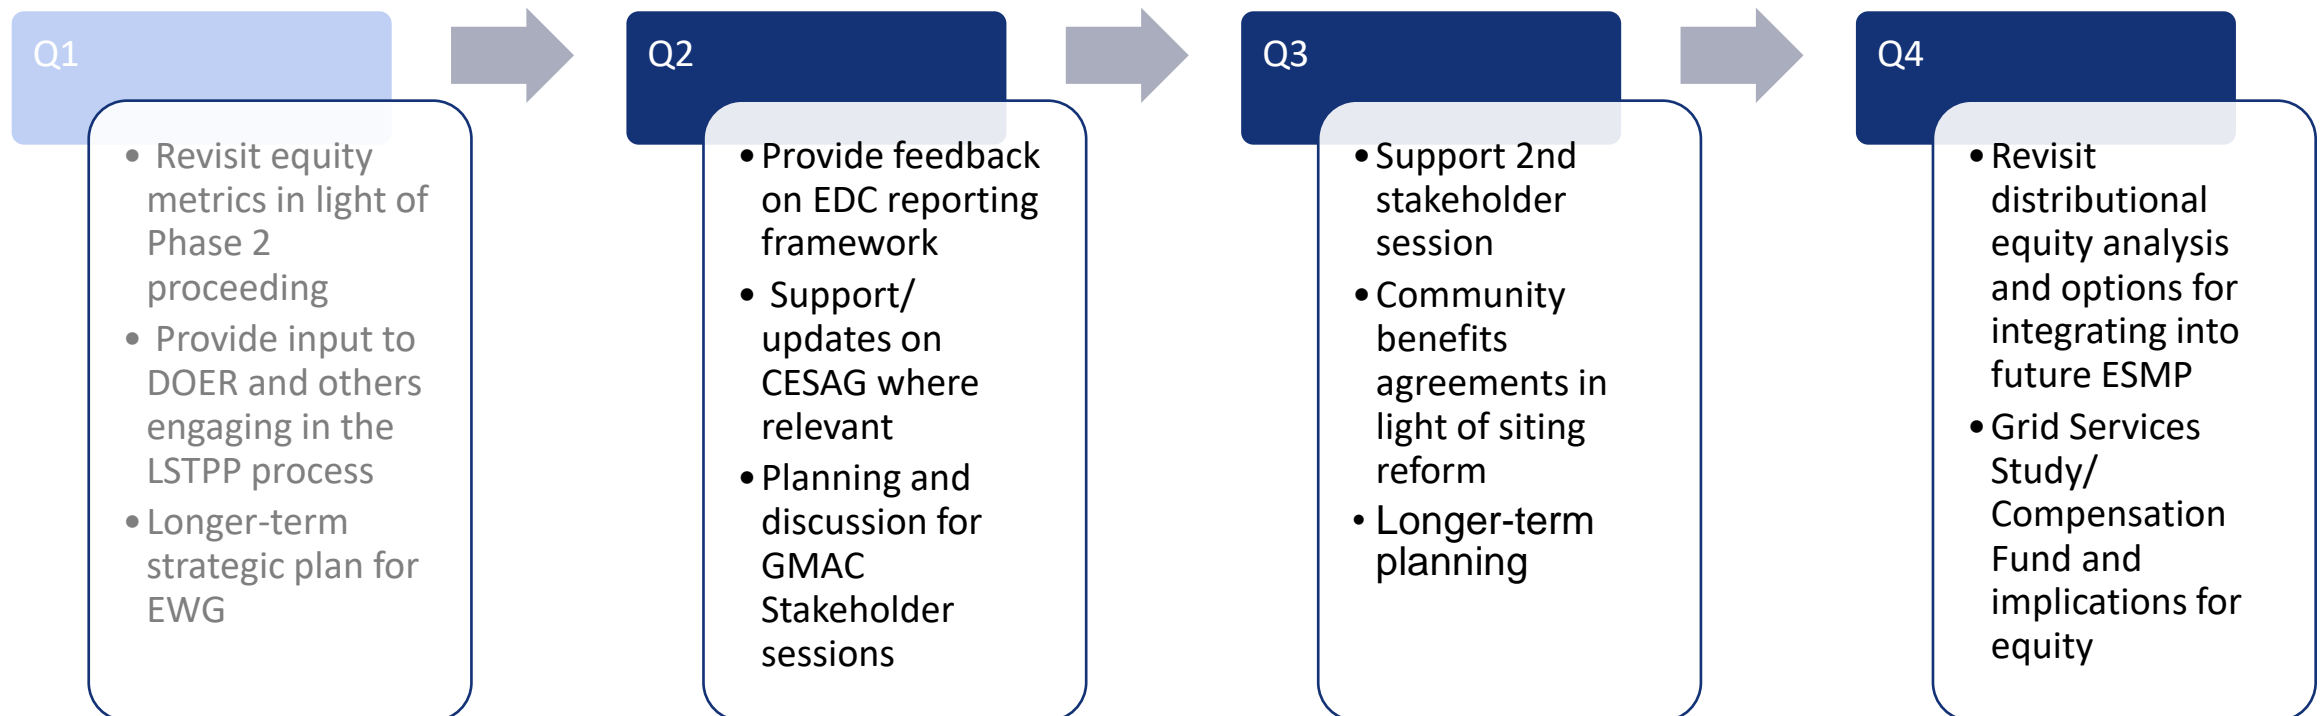 Q1
• Revisit equity
metrics in light of
Phase 2
proceeding
• Provide input to
DOER and others
engaging in the
LSTPP process
• Longer-term
strategic plan for
EWG
Q2
• Provide feedback
on EDC reporting
framework
• Support/
updates on
CESAG where
relevant
• Planning and
discussion for
GMAC
Stakeholder
sessions
Q3
• Support 2nd
stakeholder
session
• Community
benefits
agreements in
light of siting
reform
• Longer-term
planning
Q4
• Revisit
distributional
equity analysis
and options for
integrating into
future ESMP
• Grid Services
Study/
Compensation
Fund and
implications for
equity